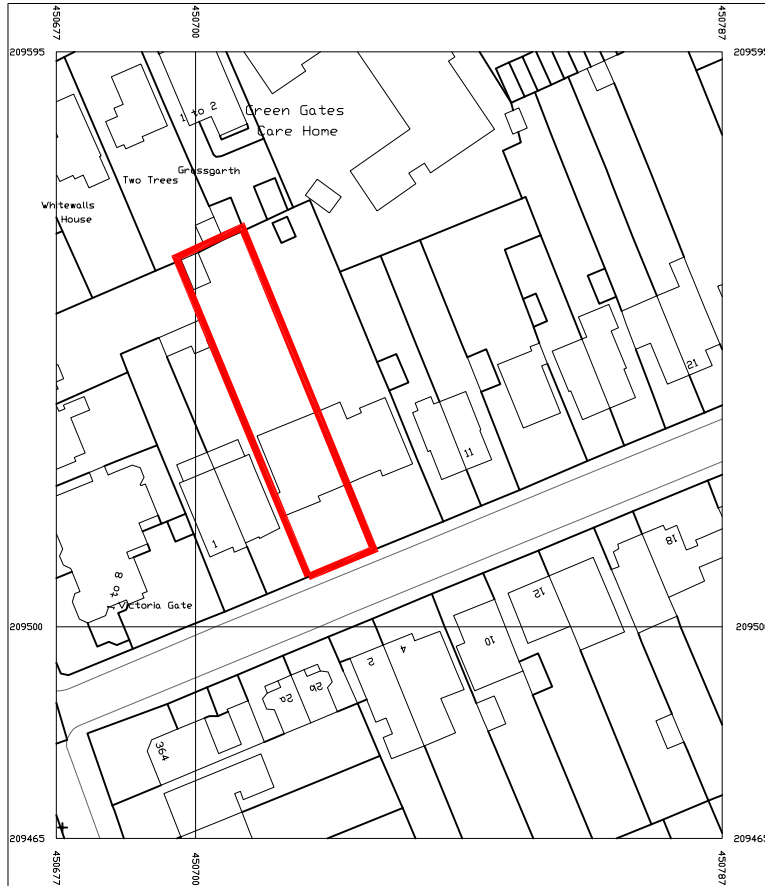 450677
450700
450787
209595
209595
1 to 2
Green Gates
Care Home
Grassgarth
Two Trees
Whitewalls
House
21
11
1
to 8
Victoria Gate
18
12
10
4
2
2b
2a
364
209500
209500
209465
209465
450677
450700
450787